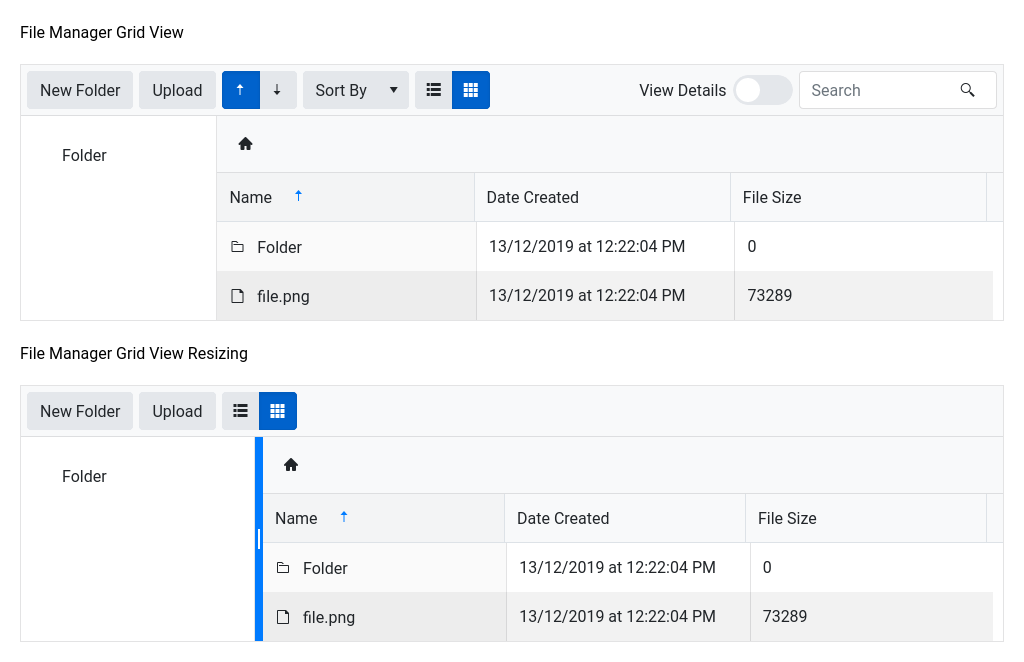 File Manager Grid View
New Folder Upload Sort By View Details Search
Folder
Name Date Created File Size
Folder 13/12/2019 at 12:22:04 PM 0
file.png 13/12/2019 at 12:22:04 PM 73289
File Manager Grid View Resizing
New Folder Upload
Folder
Name Date Created File Size
Folder 13/12/2019 at 12:22:04 PM 0
file.png 13/12/2019 at 12:22:04 PM 73289